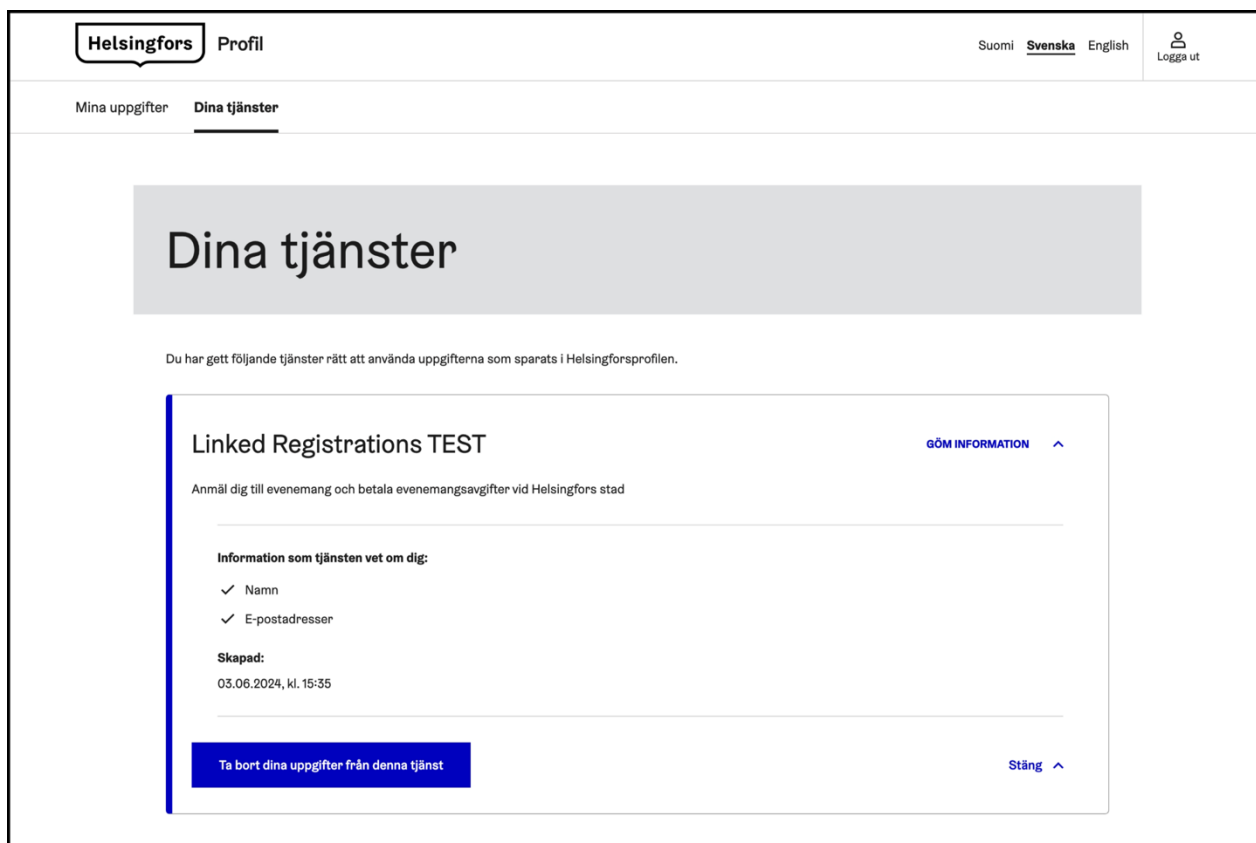 Helsingfors Profil
Suomi Svenska English
Logga ut
Mina uppgifter Dina tjänster
Dina tjänster
Du har gett följande tjänster rätt att använda uppgifterna som sparats i Helsingforsprofilen.
Linked Registrations TEST
GÖM INFORMATION
Anmäl dig till evenemang och betala evenemangsavgifter vid Helsingfors stad
Information som tjänsten vet om dig:
Namn
E-postadresser
Skapad:
03.06.2024, kl. 15:35
Ta bort dina uppgifter från denna tjänst
Stäng